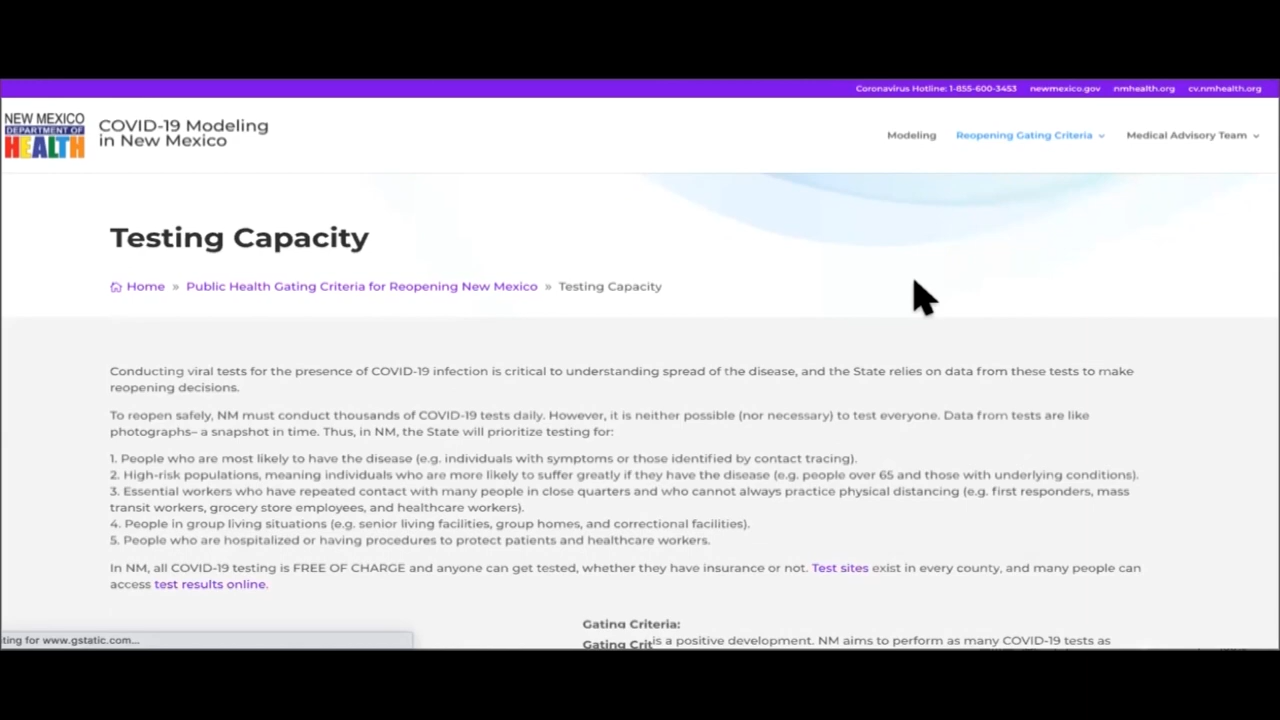 Coronavirus Hotline: 1-855-600-3453 newmexico.gov nmhealth.org cv.nmhealth.org
NEW MEXICO
DEPARTMENT OF
HEALTH
COVID-19 Modeling
in New Mexico
Modeling Reopening Gating Criteria Medical Advisory Team
Testing Capacity
Home » Public Health Gating Criteria for Reopening New Mexico » Testing Capacity
Conducting viral tests for the presence of COVID-19 infection is critical to understanding spread of the disease, and the State relies on data from these tests to make
reopening decisions.
To reopen safely, NM must conduct thousands of COVID-19 tests daily. However, it is neither possible (nor necessary) to test everyone. Data from tests are like
photographs– a snapshot in time. Thus, in NM, the State will prioritize testing for:
1. People who are most likely to have the disease (e.g. individuals with symptoms or those identified by contact tracing).
2. High-risk populations, meaning individuals who are more likely to suffer greatly if they have the disease (e.g. people over 65 and those with underlying conditions).
3. Essential workers who have repeated contact with many people in close quarters and who cannot always practice physical distancing (e.g. first responders, mass
transit workers, grocery store employees, and healthcare workers).
4. People in group living situations (e.g. senior living facilities, group homes, and correctional facilities).
5. People who are hospitalized or having procedures to protect patients and healthcare workers.
In NM, all COVID-19 testing is FREE OF CHARGE and anyone can get tested, whether they have insurance or not. Test sites exist in every county, and many people can
access test results online.
Gating Criteria:
Gating Crit is a positive development. NM aims to perform as many COVID-19 tests as
ting for www.gstatic.com...